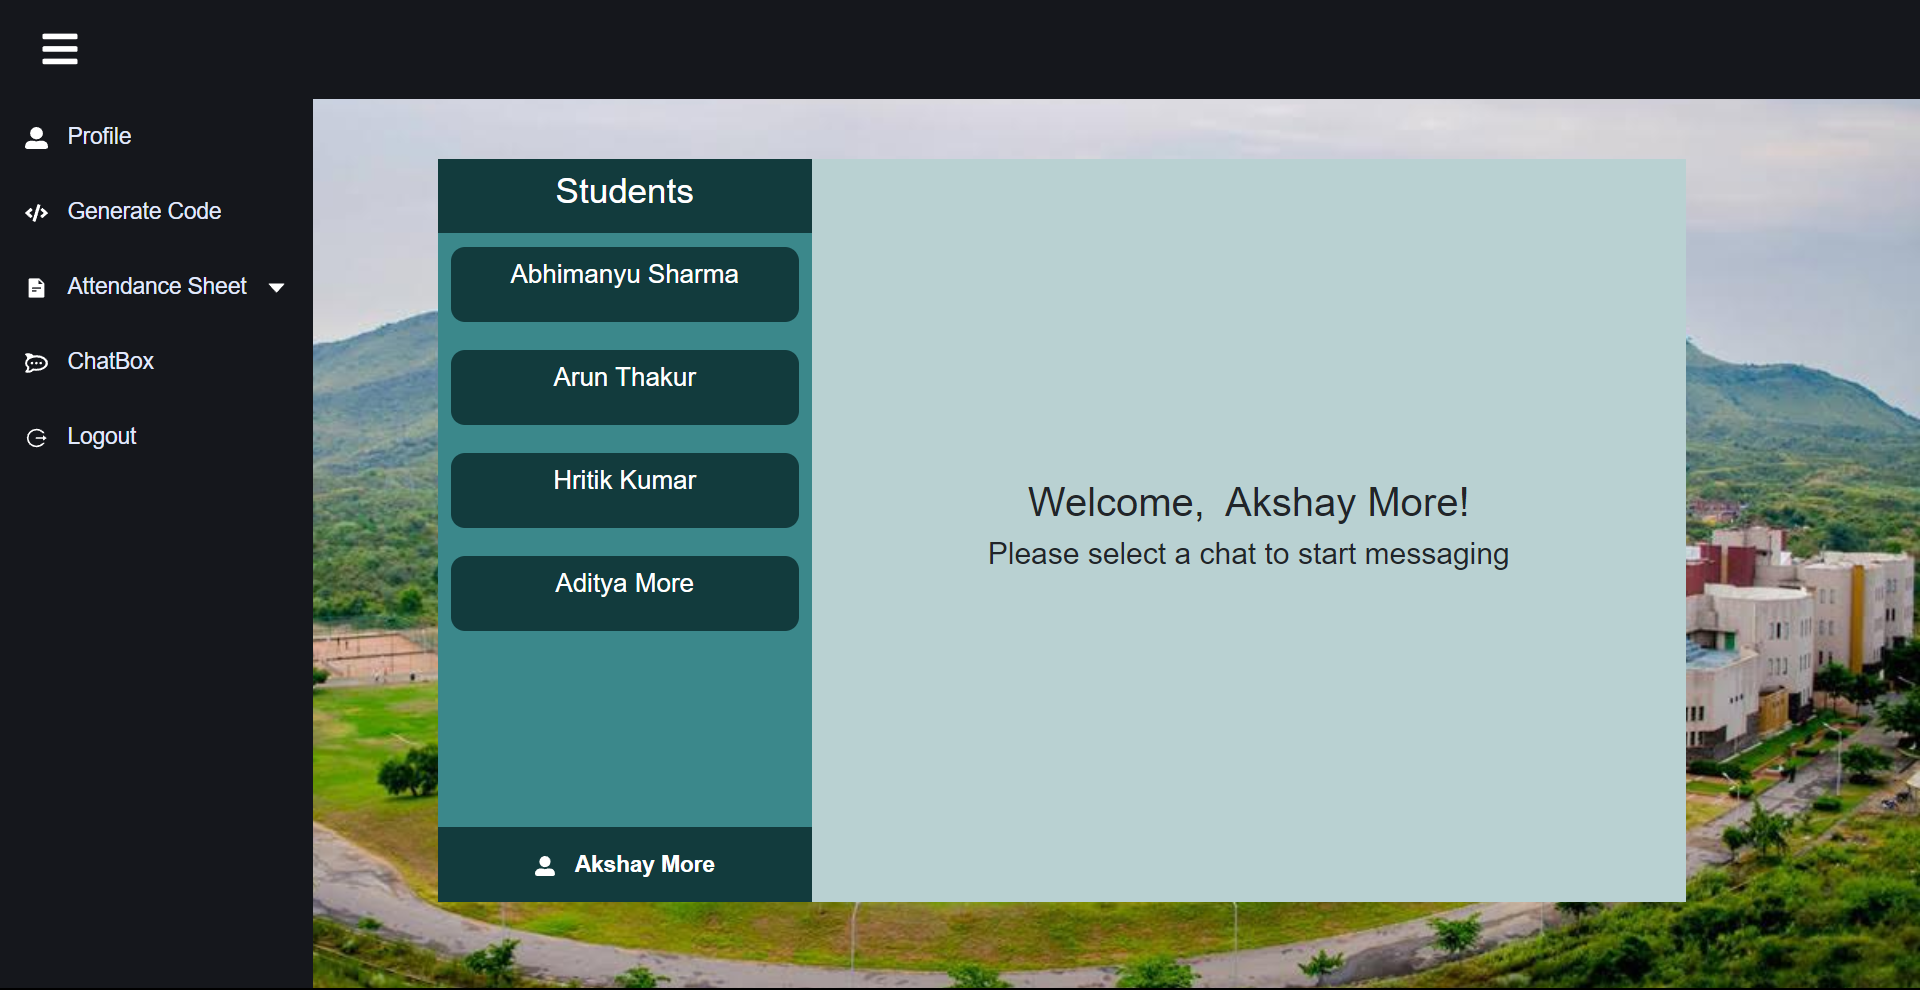 Profile
Generate Code
Attendance Sheet
ChatBox
Logout
Students
Abhimanyu Sharma
Arun Thakur
Hritik Kumar
Aditya More
Akshay More
Welcome, Akshay More!
Please select a chat to start messaging